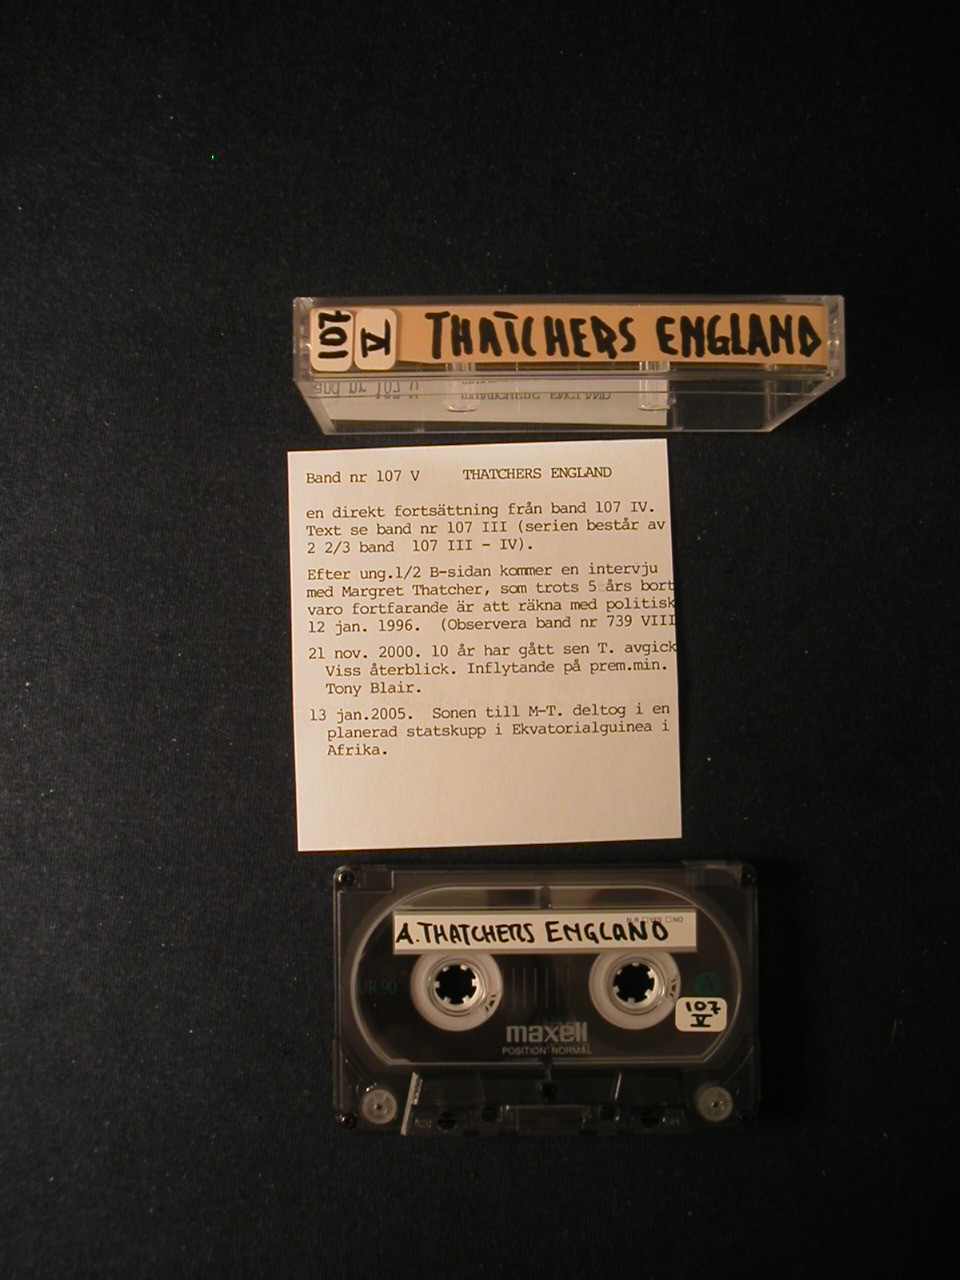 107
V
THATCHERS ENGLAND
Band nr 107 V THATCHERS ENGLAND
en direkt fortsättning från band 107 IV.
Text se band nr 107 III (serien består av
2 2/3 band 107 III - IV).
Efter ung.1/2 B-sidan kommer en intervju
med Margret Thatcher, som trots 5 års bort
varo fortfarande är att räkna med politisk
12 jan. 1996. (Observera band nr 739 VIII
21 nov. 2000. 10 år har gått sen T. avgick
Viss återblick. Inflytande på prem.min.
Tony Blair.
13 jan.2005. Sonen till M-T. deltog i en
planerad statskupp i Ekvatorialguinea i
Afrika.
N.R □YES □NO
A.THATCHERS ENGLAND
UR 90
A
107
V
maxell
POSITION NORMAL